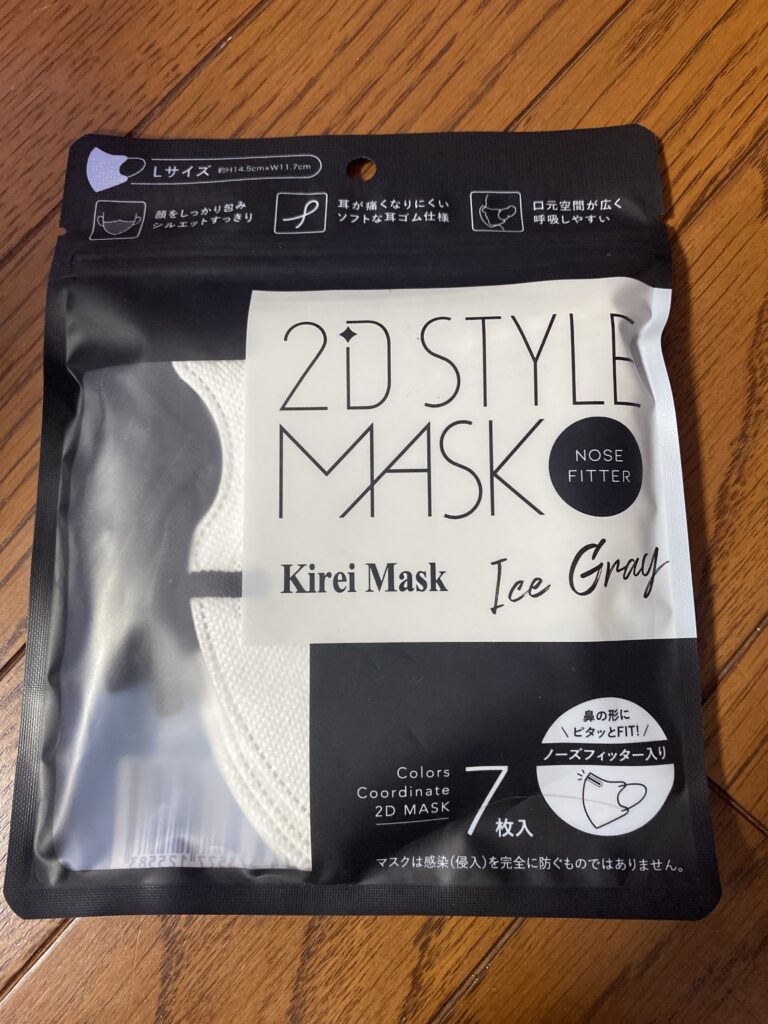 Lサイズ 約H14.5cm×W11.7cm
顔をしっかり包み
シルエットすっきり
耳が痛くなりにくい
ソフトな耳ゴム仕様
口元空間が広く
呼吸しやすい
2D STYLE
MASK
NOSE
FITTER
Kirei Mask
Ice Gray
鼻の形に
\ ピタッとFIT! /
ノーズフィッター入り
Colors
Coordinate
2D MASK
7枚入
マスクは感染(侵入)を完全に防ぐものではありません。